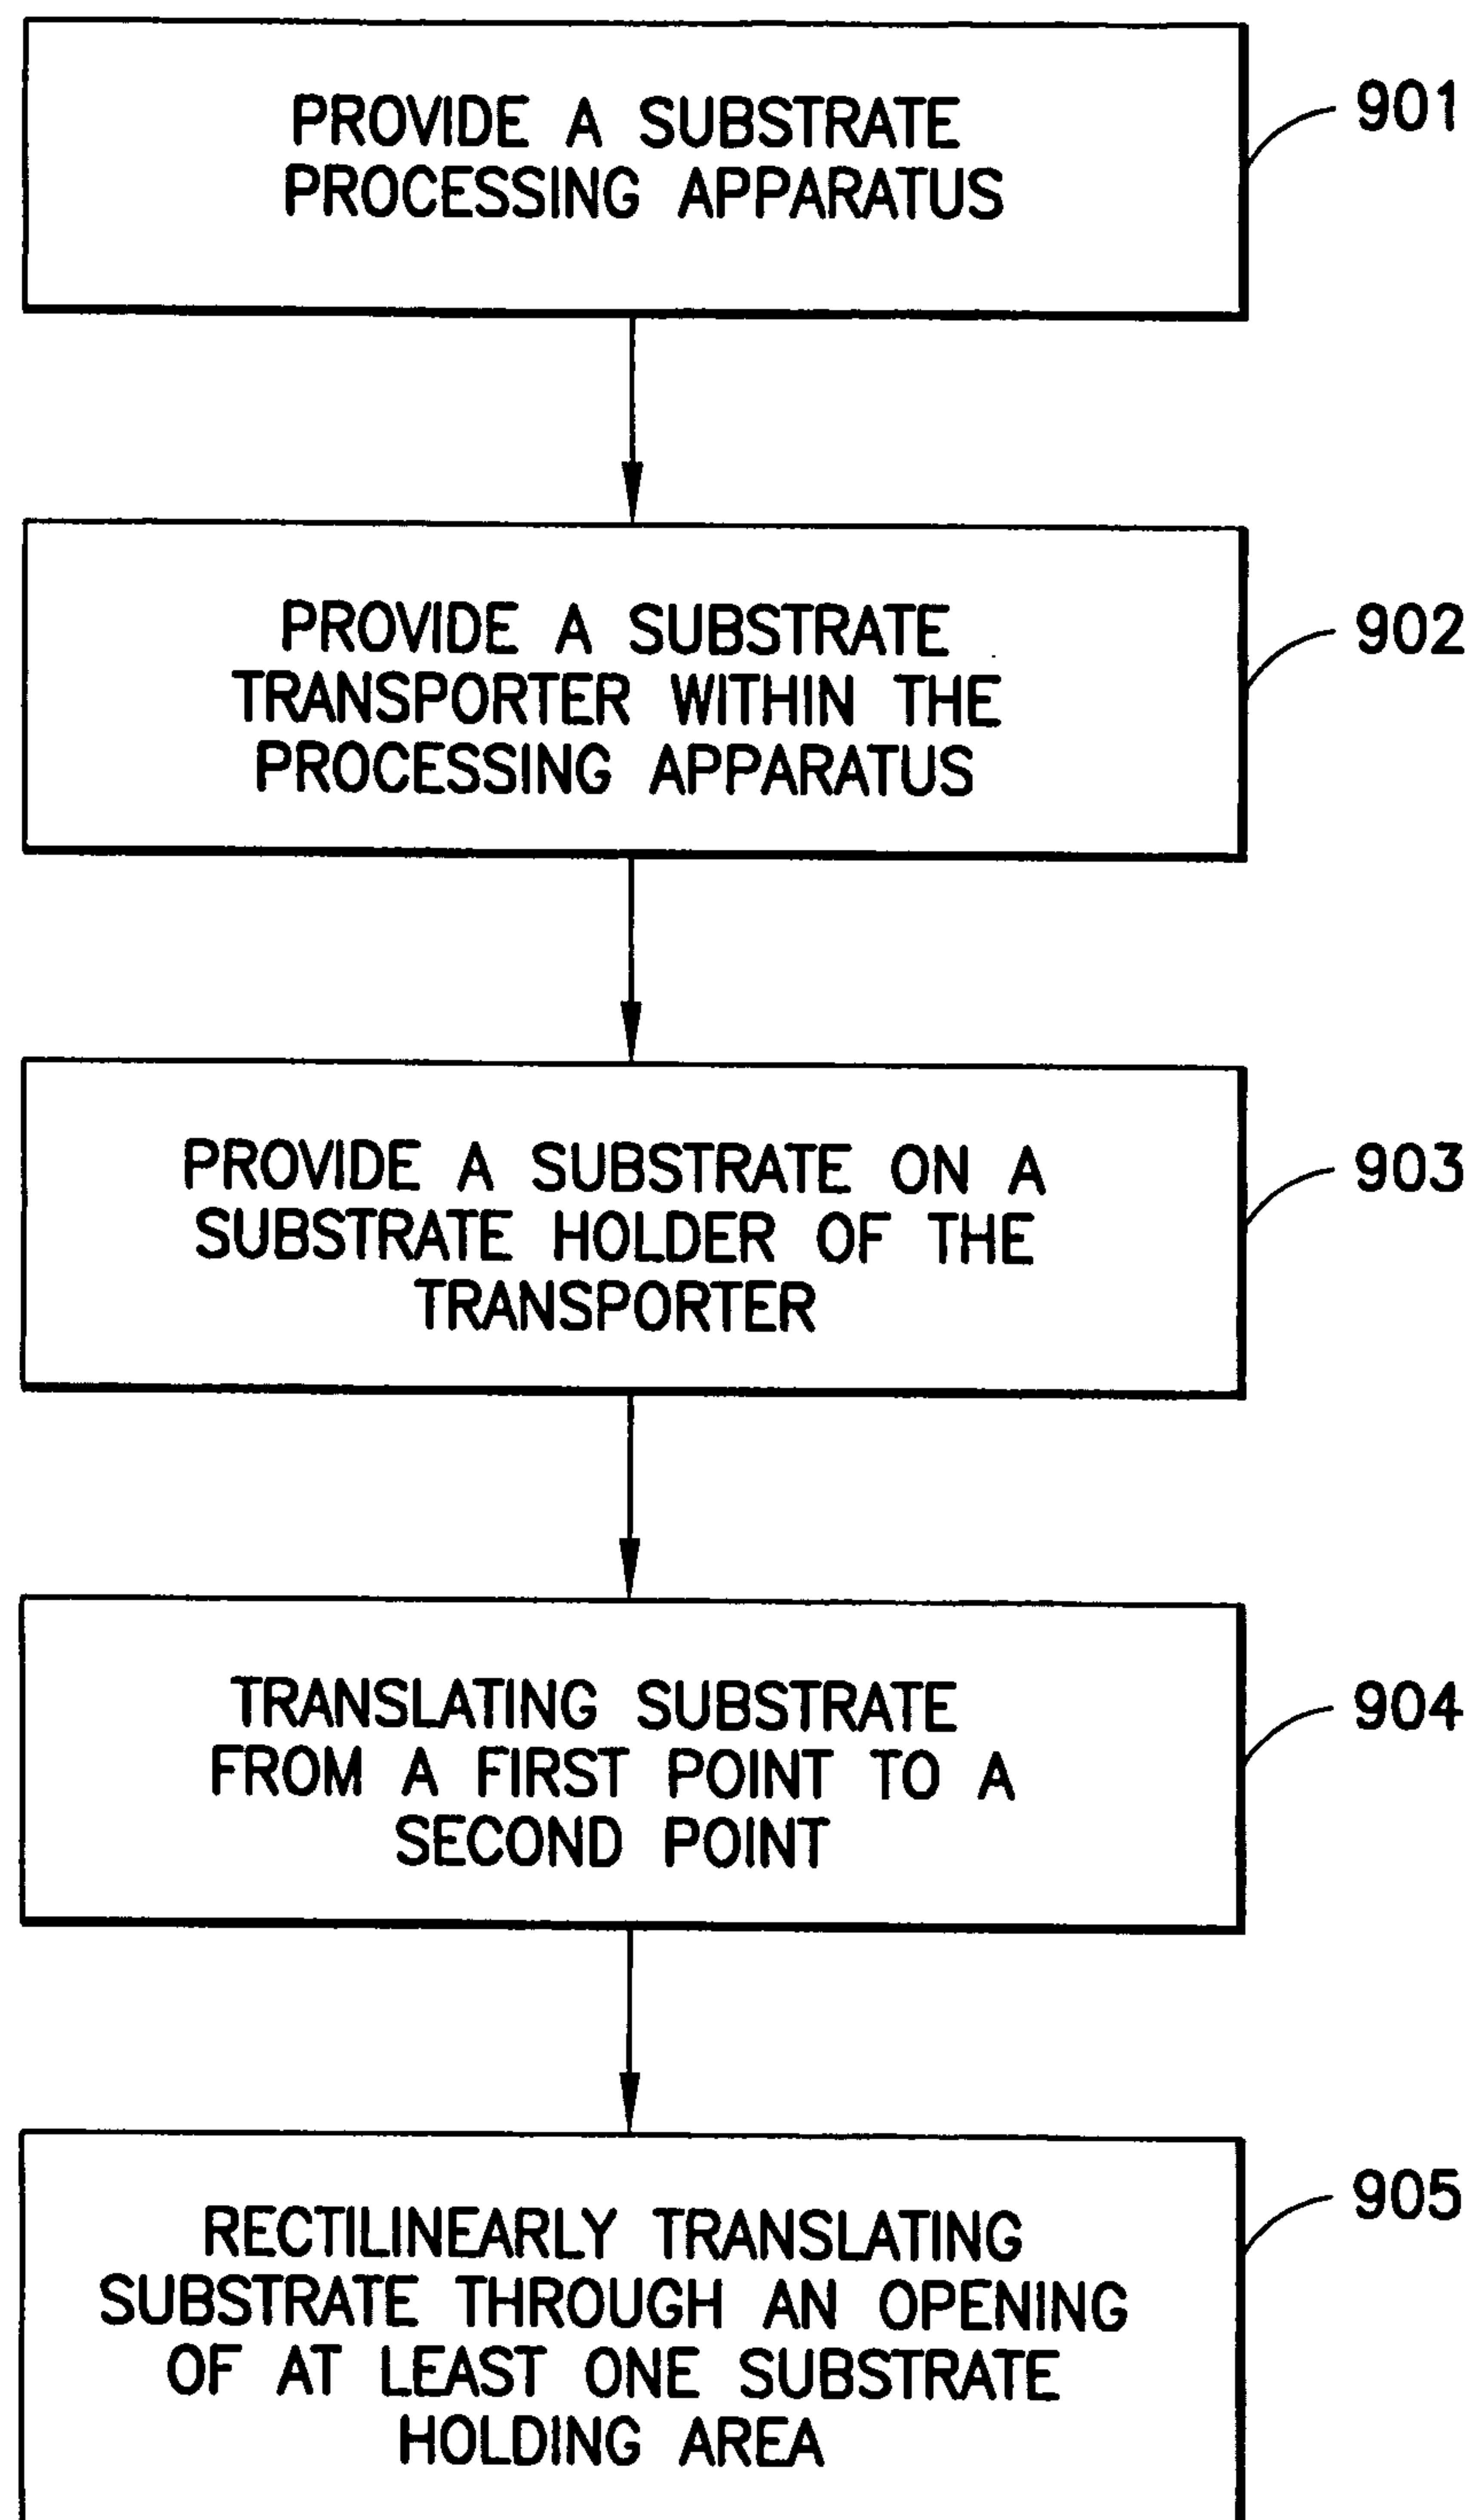 PROVIDE A SUBSTRATE
PROCESSING APPARATUS
901
PROVIDE A SUBSTRATE
TRANSPORTER WITHIN THE
PROCESSING APPARATUS
902
PROVIDE A SUBSTRATE ON A
SUBSTRATE HOLDER OF THE
TRANSPORTER
903
TRANSLATING SUBSTRATE
FROM A FIRST POINT TO A
SECOND POINT
904
RECTILINEARLY TRANSLATING
SUBSTRATE THROUGH AN OPENING
OF AT LEAST ONE SUBSTRATE
HOLDING AREA
905